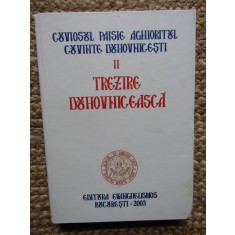 CUVIOSUL PAISIE AGHIORITUL
CUVINTE DUHOVNICEȘTI
II
TREZIRE
DUHOVNICEASCĂ
EDITURA EVANGHELISMOS
BUCUREȘTI - 2003